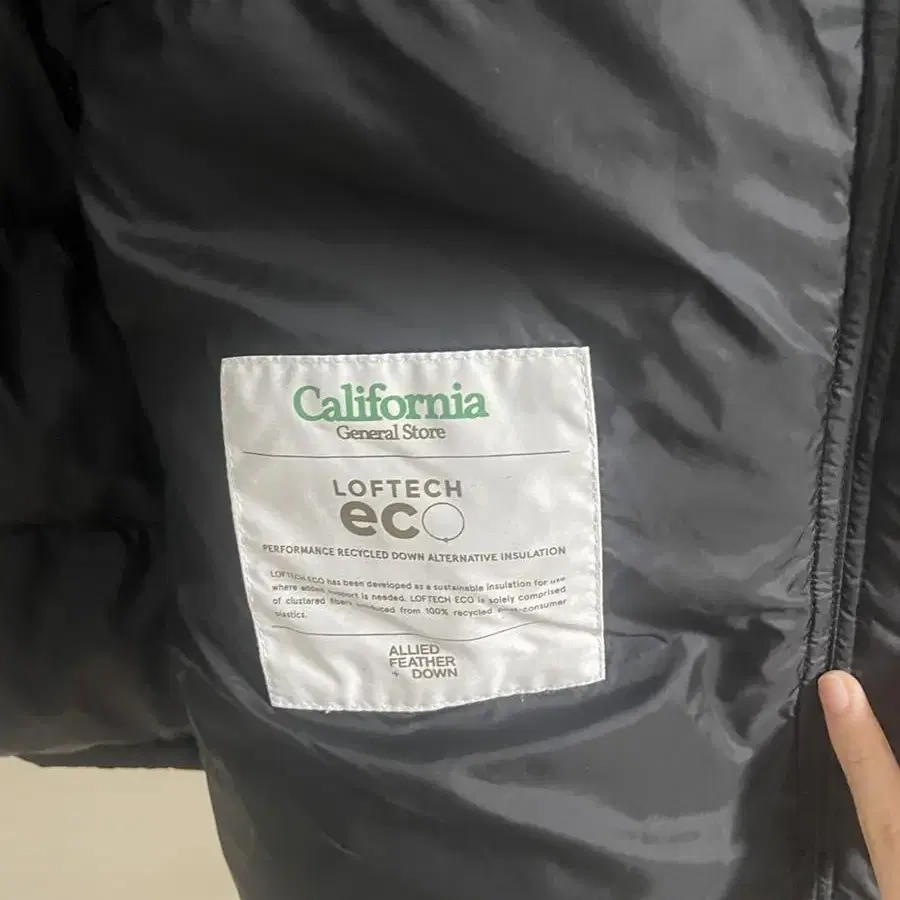 California
General Store
LOFTECH
eco
PERFORMANCE RECYCLED DOWN ALTERNATIVE INSULATION
LOFTECH ECO has been developed as a sustainable insulation for use
where added support is needed. LOFTECH ECO is solely comprised
of clustered fibers produced from 100% recycled post-consumer
plastics.
ALLIED
FEATHER
+ DOWN